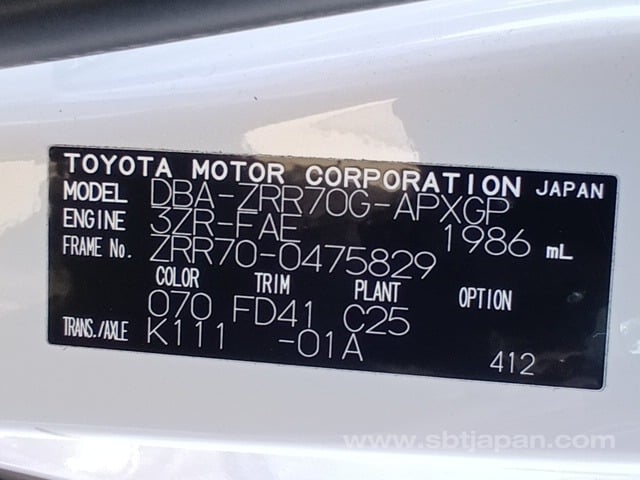 TOYOTA MOTOR CORPORATION JAPAN
MODEL DBA-ZRR70G-APXGP
ENGINE 3ZR-FAE 1986 mL
FRAME No. ZRR70-0475829
COLOR TRIM PLANT OPTION
070 FD41 C25
TRANS./AXLE K111 -01A
412
www.sbtjapan.com